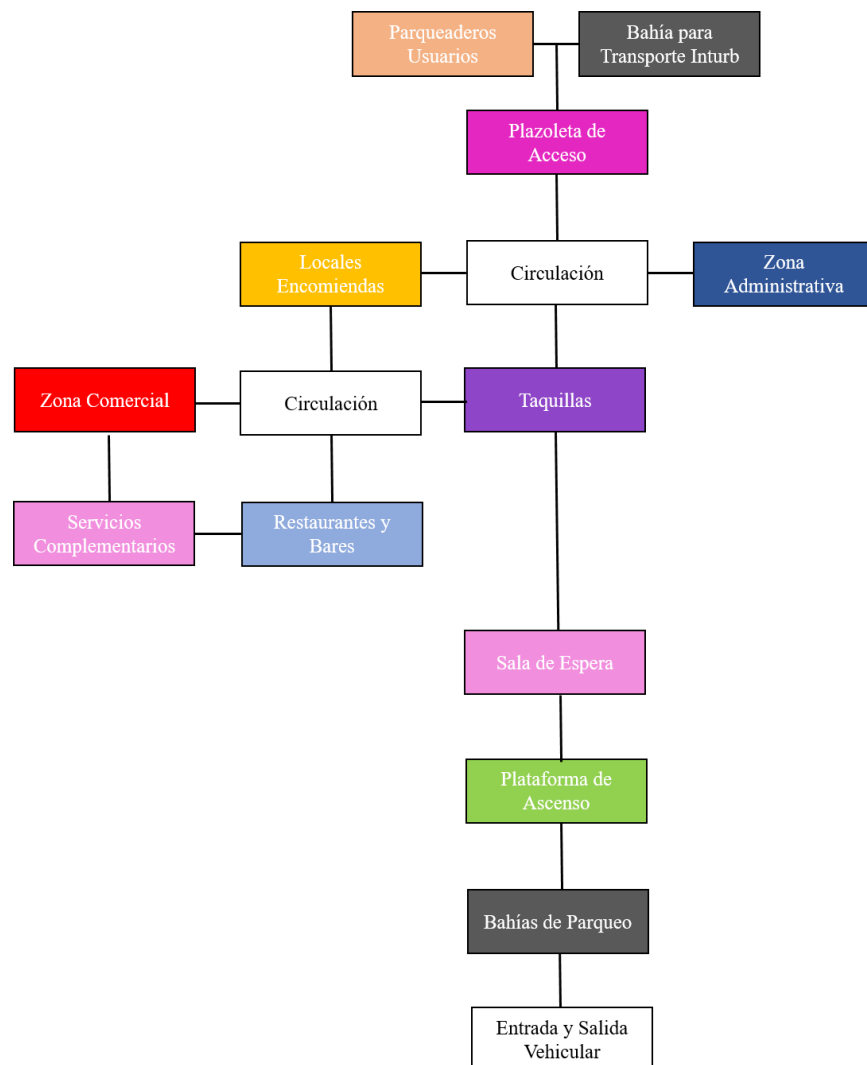 Parqueaderos
Usuarios
Bahía para
Transporte Inturb
Plazoleta de
Acceso
Locales
Encomiendas
Circulación
Zona
Administrativa
Zona Comercial
Circulación
Taquillas
Servicios
Complementarios
Restaurantes y
Bares
Sala de Espera
Plataforma de
Ascenso
Bahías de Parqueo
Entrada y Salida
Vehicular